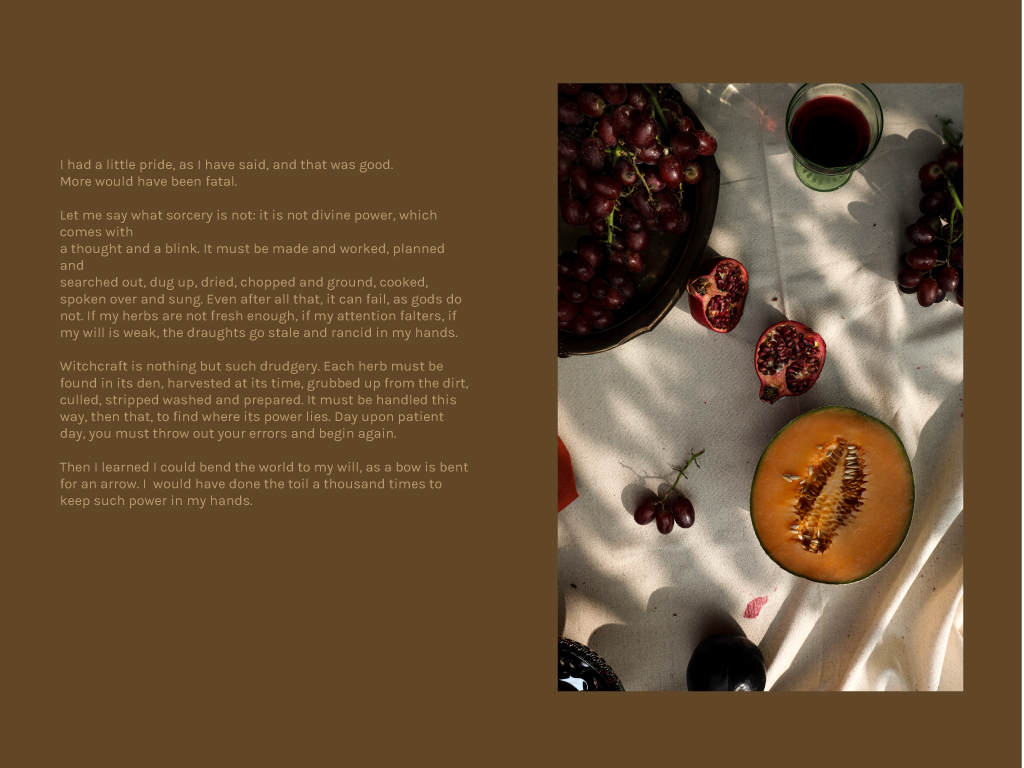 I had a little pride, as I have said, and that was good.
More would have been fatal.
Let me say what sorcery is not: it is not divine power, which
comes with
a thought and a blink. It must be made and worked, planned
and
searched out, dug up, dried, chopped and ground, cooked,
spoken over and sung. Even after all that, it can fail, as gods do
not. If my herbs are not fresh enough, if my attention falters, if
my will is weak, the draughts go stale and rancid in my hands.
Witchcraft is nothing but such drudgery. Each herb must be
found in its den, harvested at its time, grubbed up from the dirt,
culled, stripped washed and prepared. It must be handled this
way, then that, to find where its power lies. Day upon patient
day, you must throw out your errors and begin again.
Then I learned I could bend the world to my will, as a bow is bent
for an arrow. I  would have done the toil a thousand times to
keep such power in my hands.